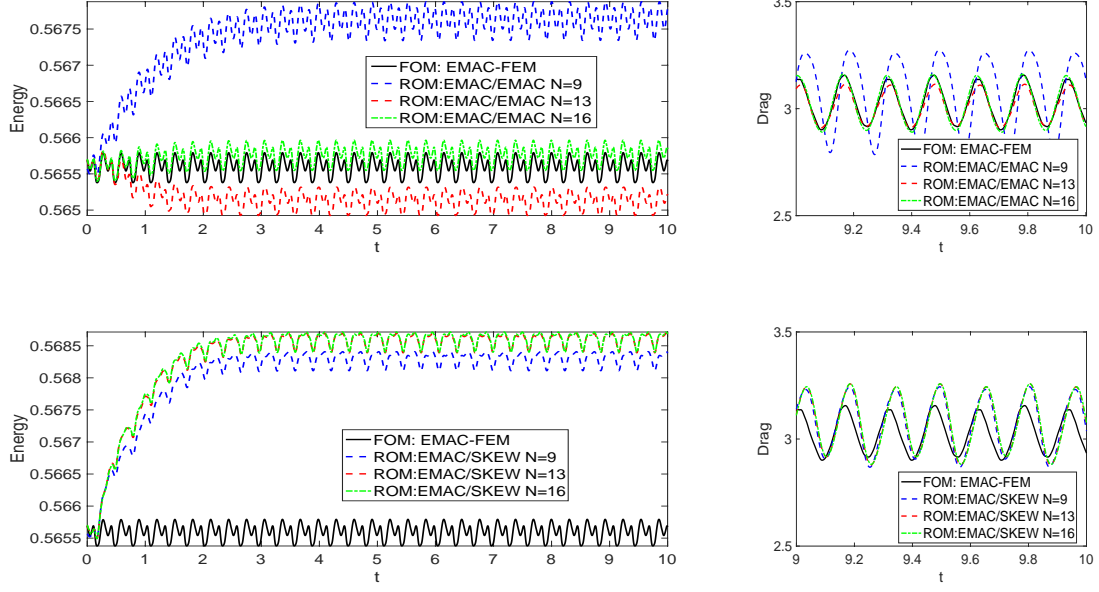 0.5675
0.567
0.5665
0.566
0.5655
0.565
Energy
0 1 2 3 4 5 6 7 8 9 10
t
FOM: EMAC-FEM
ROM:EMAC/EMAC N=9
ROM:EMAC/EMAC N=13
ROM:EMAC/EMAC N=16
3.5
3
2.5
Drag
9.2 9.4 9.6 9.8 10
t
FOM: EMAC-FEM
ROM:EMAC/EMAC N=9
ROM:EMAC/EMAC N=13
ROM:EMAC/EMAC N=16
0.5685
0.568
0.5675
0.567
0.5665
0.566
0.5655
Energy
0 1 2 3 4 5 6 7 8 9 10
t
FOM: EMAC-FEM
ROM:EMAC/SKEW N=9
ROM:EMAC/SKEW N=13
ROM:EMAC/SKEW N=16
3.5
3
2.5
Drag
9 9.2 9.4 9.6 9.8 10
t
FOM: EMAC-FEM
ROM:EMAC/SKEW N=9
ROM:EMAC/SKEW N=13
ROM:EMAC/SKEW N=16